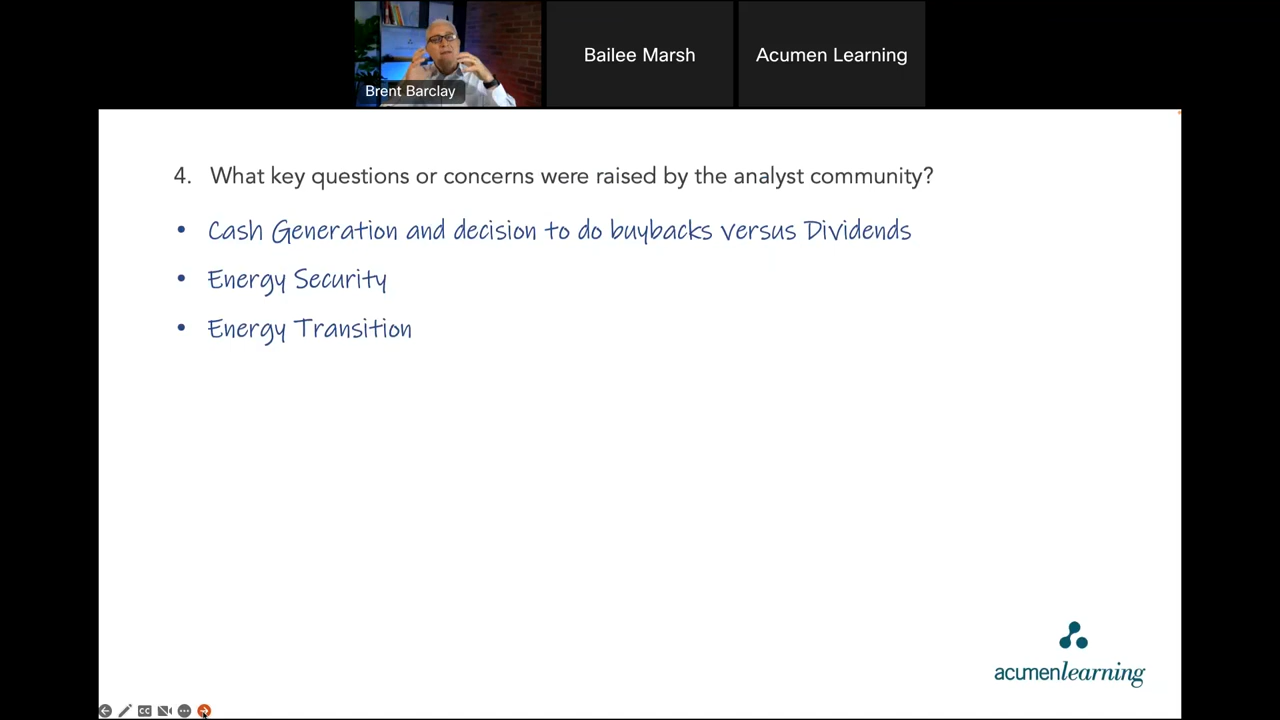 Brent Barclay
Bailee Marsh
Acumen Learning
4. What key questions or concerns were raised by the analyst community?
• Cash Generation and decision to do buybacks versus Dividends
• Energy Security
• Energy Transition
acumenlearning
CC